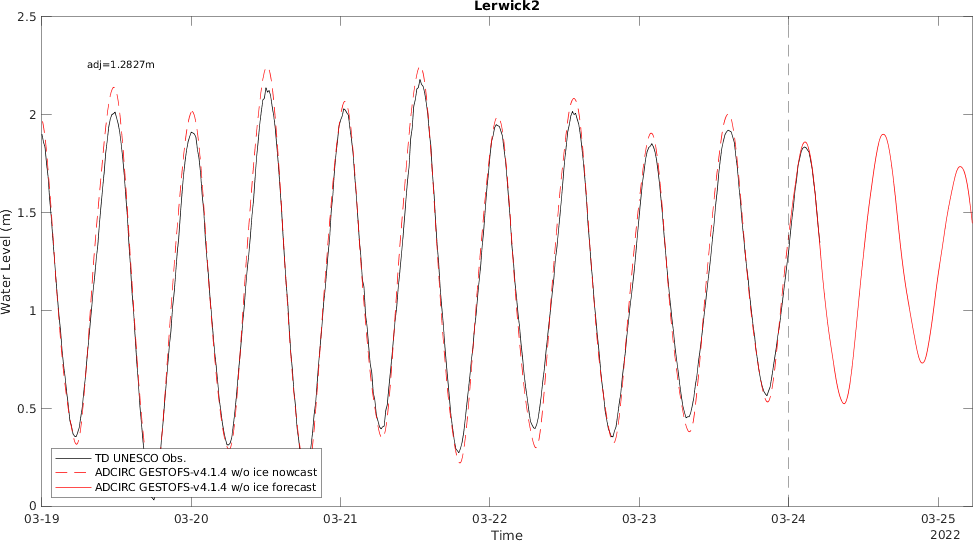 Lerwick2
2.5
adj=1.2827m
2
1.5
Water Level (m)
1
0.5
TD UNESCO Obs.
ADCIRC GESTOFS-v4.1.4 w/o ice nowcast
ADCIRC GESTOFS-v4.1.4 w/o ice forecast
0
03-19 03-20 03-21 03-22 03-23 03-24 03-25
Time 2022